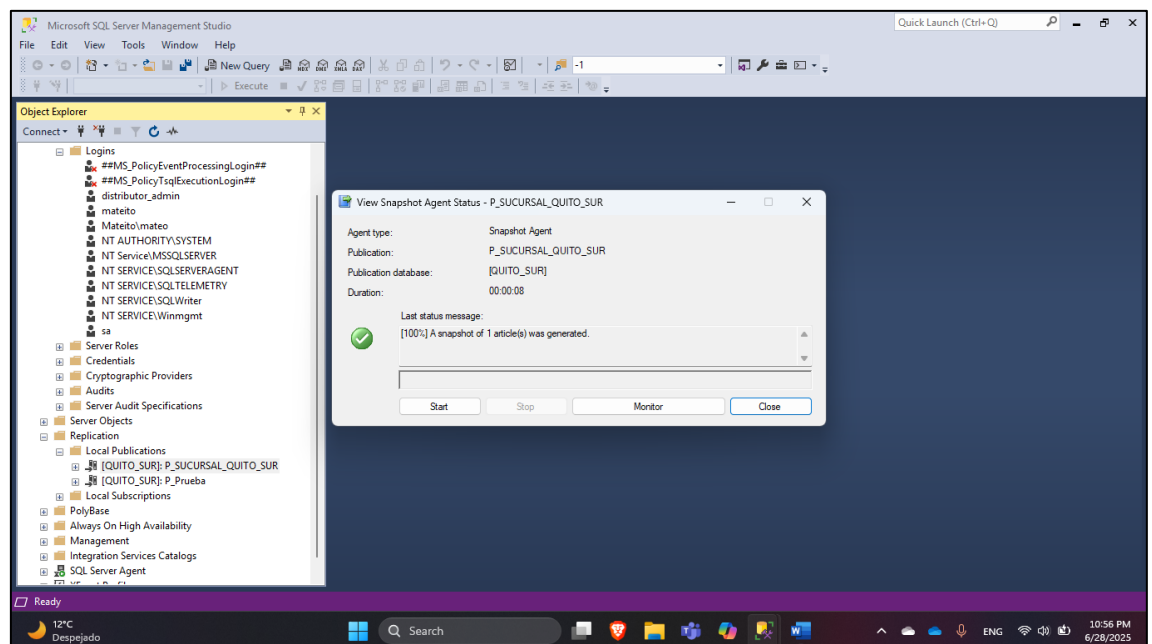 Microsoft SQL Server Management Studio
Quick Launch (Ctrl+Q)
File Edit View Tools Window Help
New Query
-1
Execute
Object Explorer
Connect
Logins
##MS_PolicyEventProcessingLogin##
##MS_PolicyTsqlExecutionLogin##
distributor_admin
mateito
Mateito\mateo
NT AUTHORITY\SYSTEM
NT Service\MSSQLSERVER
NT SERVICE\SQLSERVERAGENT
NT SERVICE\SQLTELEMETRY
NT SERVICE\SQLWriter
NT SERVICE\Winmgmt
sa
Server Roles
Credentials
Cryptographic Providers
Audits
Server Audit Specifications
Server Objects
Replication
Local Publications
[QUITO_SUR]: P_SUCURSAL_QUITO_SUR
[QUITO_SUR]: P_Prueba
Local Subscriptions
PolyBase
Always On High Availability
Management
Integration Services Catalogs
SQL Server Agent
View Snapshot Agent Status - P_SUCURSAL_QUITO_SUR
Agent type: Snapshot Agent
Publication: P_SUCURSAL_QUITO_SUR
Publication database: [QUITO_SUR]
Duration: 00:00:08
Last status message:
[100%] A snapshot of 1 article(s) was generated.
Start Stop Monitor Close
Ready
12°C
Despejado
Search
ENG
10:56 PM
6/28/2025